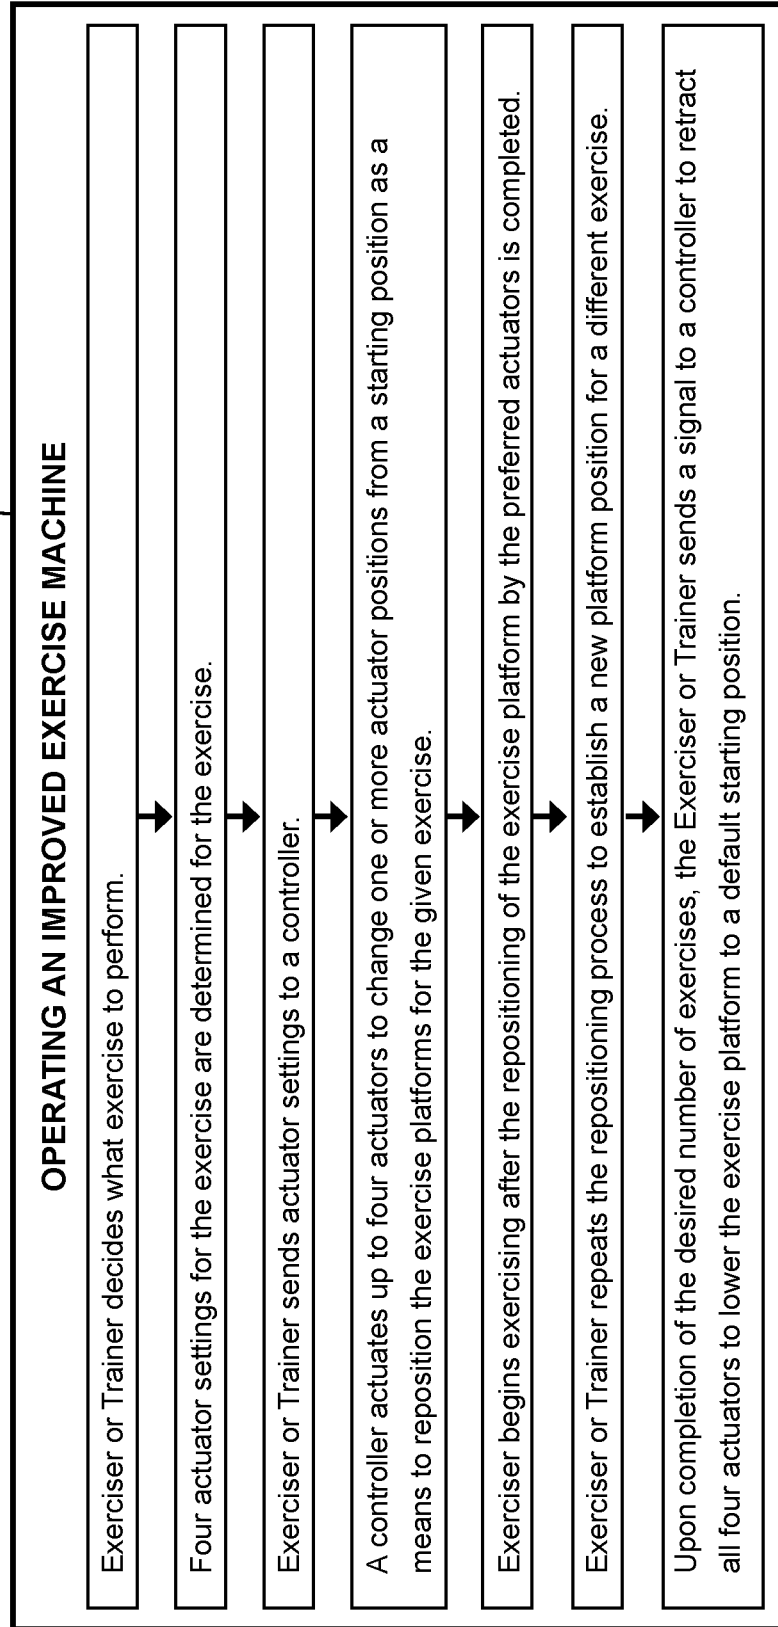 OPERATING AN IMPROVED EXERCISE MACHINE
Exerciser or Trainer decides what exercise to perform.
Four actuator settings for the exercise are determined for the exercise.
Exerciser or Trainer sends actuator settings to a controller.
A controller actuates up to four actuators to change one or more actuator positions from a starting position as a
means to reposition the exercise platforms for the given exercise.
Exerciser begins exercising after the repositioning of the exercise platform by the preferred actuators is completed.
Exerciser or Trainer repeats the repositioning process to establish a new platform position for a different exercise.
Upon completion of the desired number of exercises, the Exerciser or Trainer sends a signal to a controller to retract
all four actuators to lower the exercise platform to a default starting position.